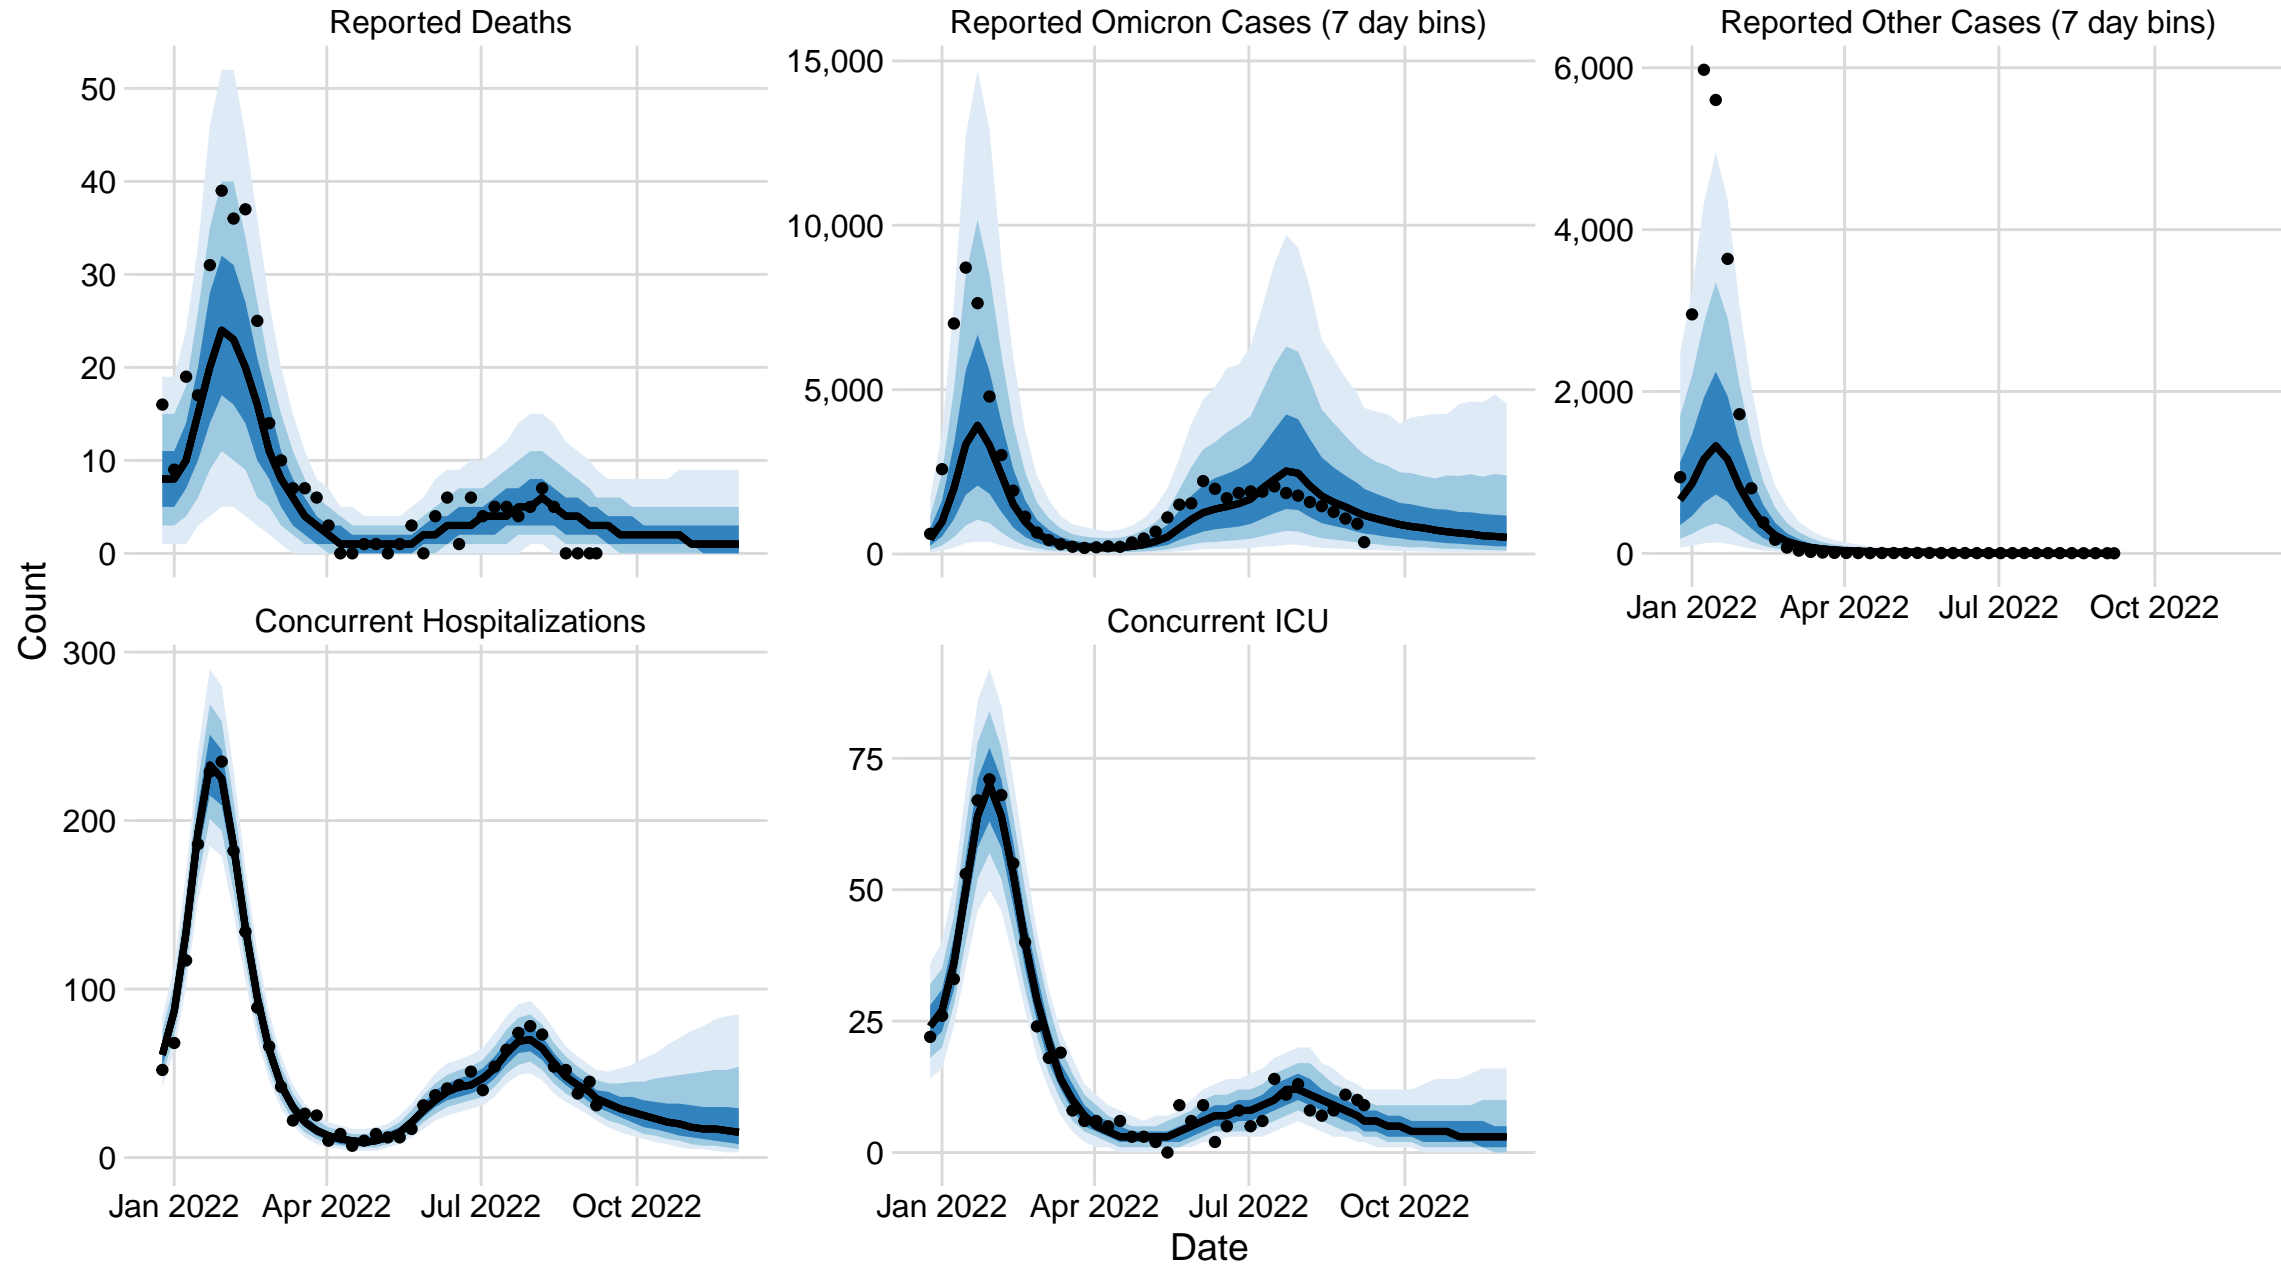 Reported Deaths
Reported Omicron Cases (7 day bins)
Reported Other Cases (7 day bins)
50
40
30
20
10
0
15,000
10,000
5,000
0
6,000
4,000
2,000
0
Jan 2022 Apr 2022 Jul 2022 Oct 2022
Count
Concurrent Hospitalizations
Concurrent ICU
300
200
100
0
75
50
25
0
Jan 2022 Apr 2022 Jul 2022 Oct 2022
Jan 2022 Apr 2022 Jul 2022 Oct 2022
Date